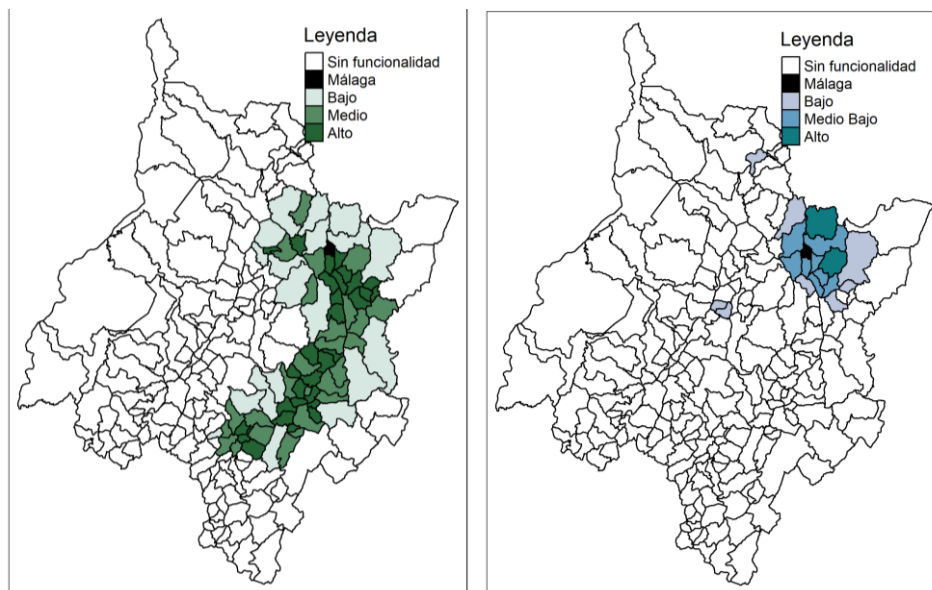 Leyenda
Sin funcionalidad
Málaga
Bajo
Medio
Alto
Leyenda
Sin funcionalidad
Málaga
Bajo
Medio Bajo
Alto